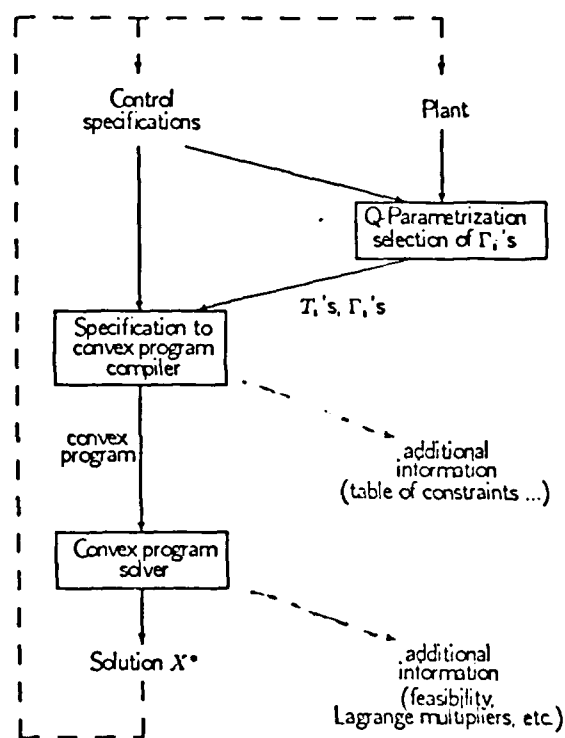 Control
specifications
Plant
Q-Parametrization
selection of Γᵢ's
Tᵢ's, Γᵢ's
Specification to
convex program
compiler
convex
program
additional
information
(table of constraints ...)
Convex program
solver
Solution X*
additional
information
(feasibility,
Lagrange multipliers, etc.)